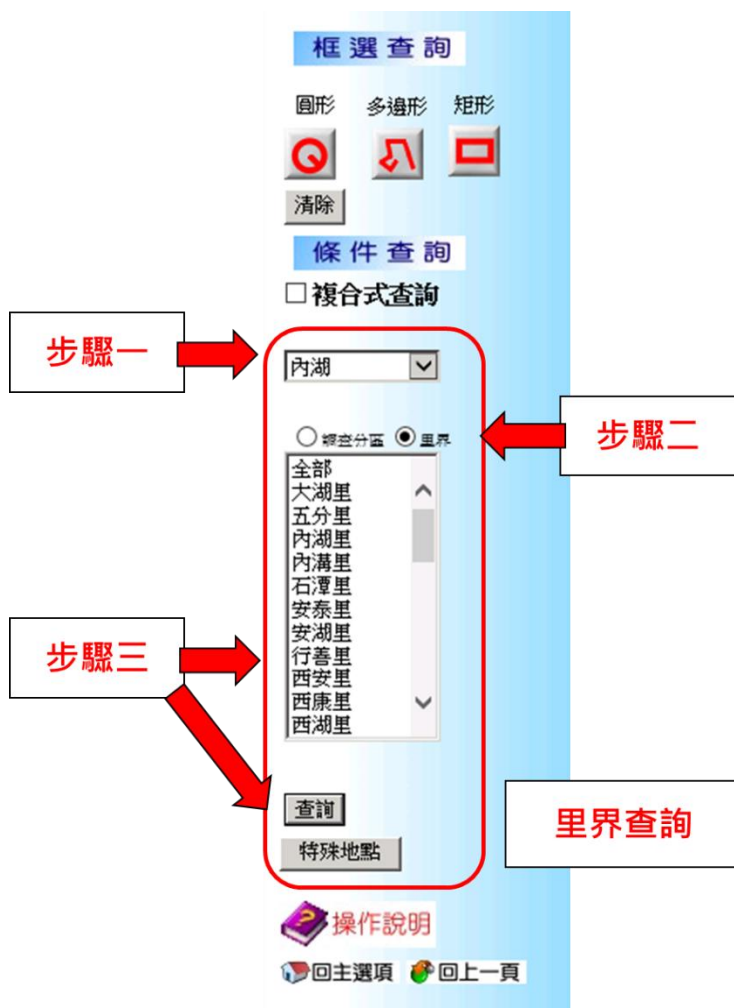 框選查詢
圓形 多邊形 矩形
清除
條件查詢
複合式查詢
步驟一
內湖
步驟二
調查分區 里界
全部
大湖里
五分里
內湖里
內溝里
石潭里
安泰里
安湖里
行善里
西安里
西康里
西湖里
步驟三
查詢
里界查詢
特殊地點
操作說明
回主選項 回上一頁